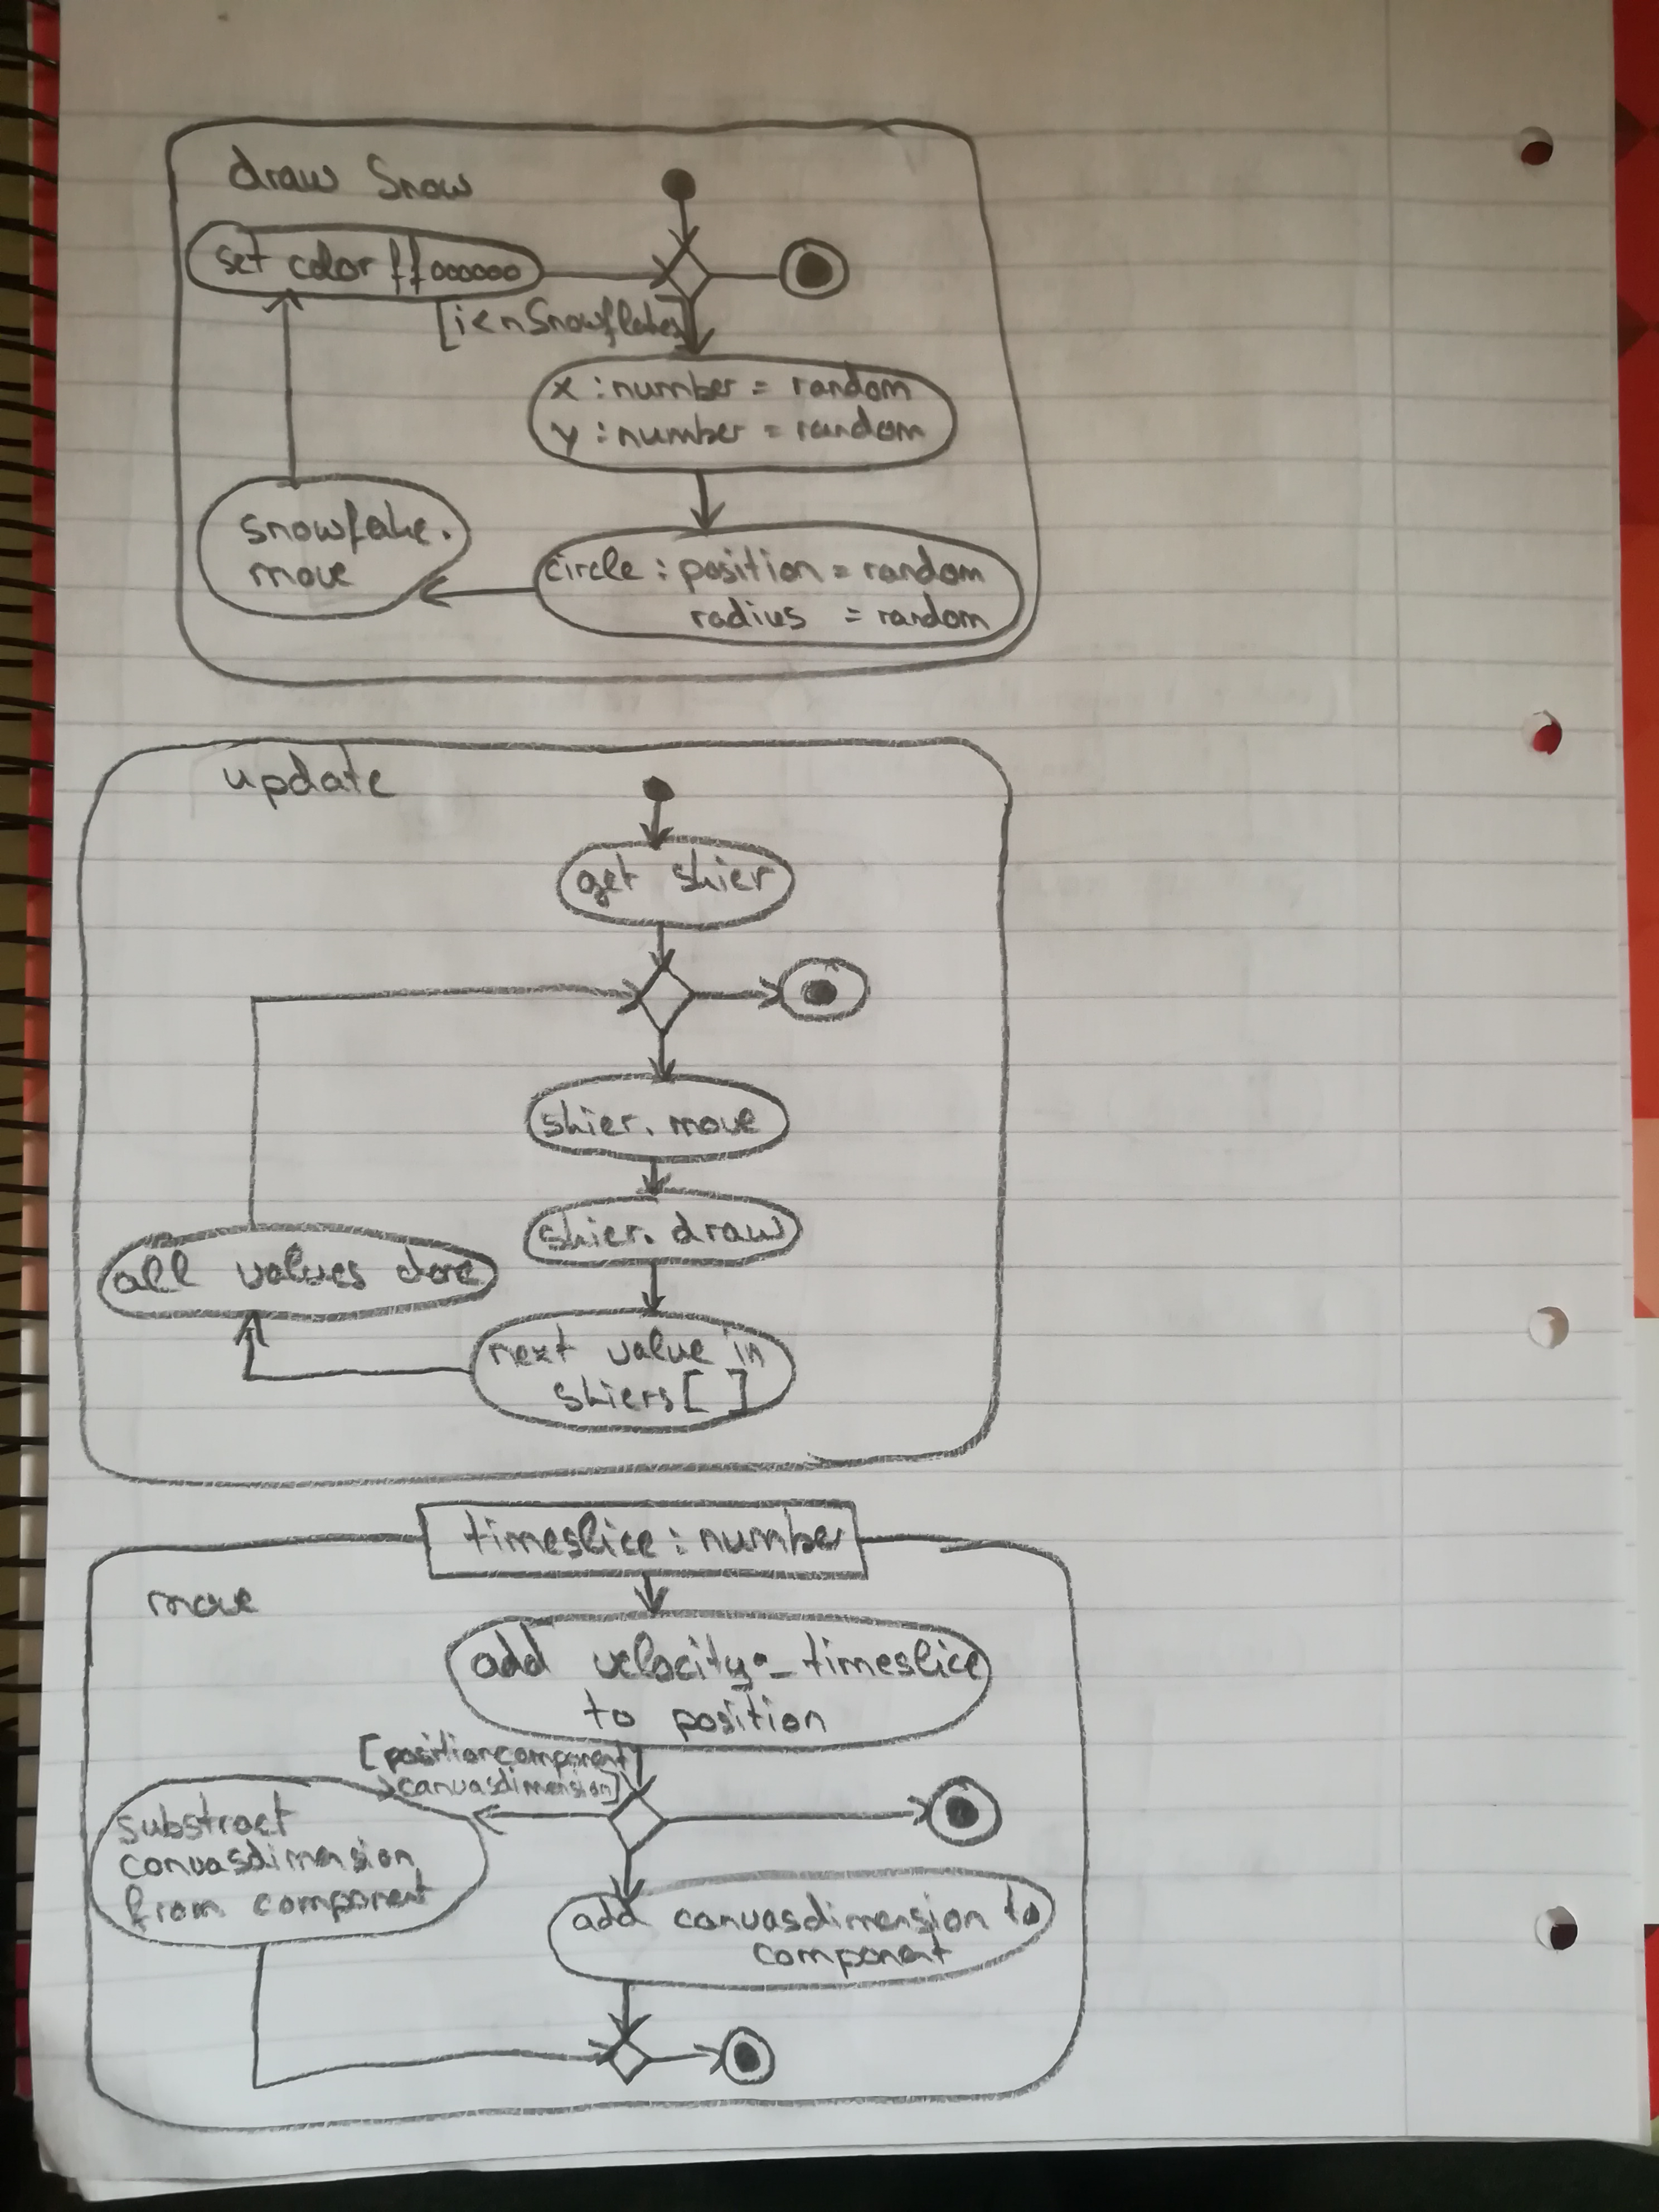 draw Snow
set color ffoooooo
[i<nSnowflakes]
x : number = random
y : number = random
circle : position = random
radius = random
snowflake.
move
update
get skier
skier. move
skier. draw
next value in
skiers[ ]
all values done
timeslice : number
move
add velocity*_timeslice
to position
[positioncomponent
>canvasdimension]
substract
canvasdimension
from component
add canvasdimension to
component